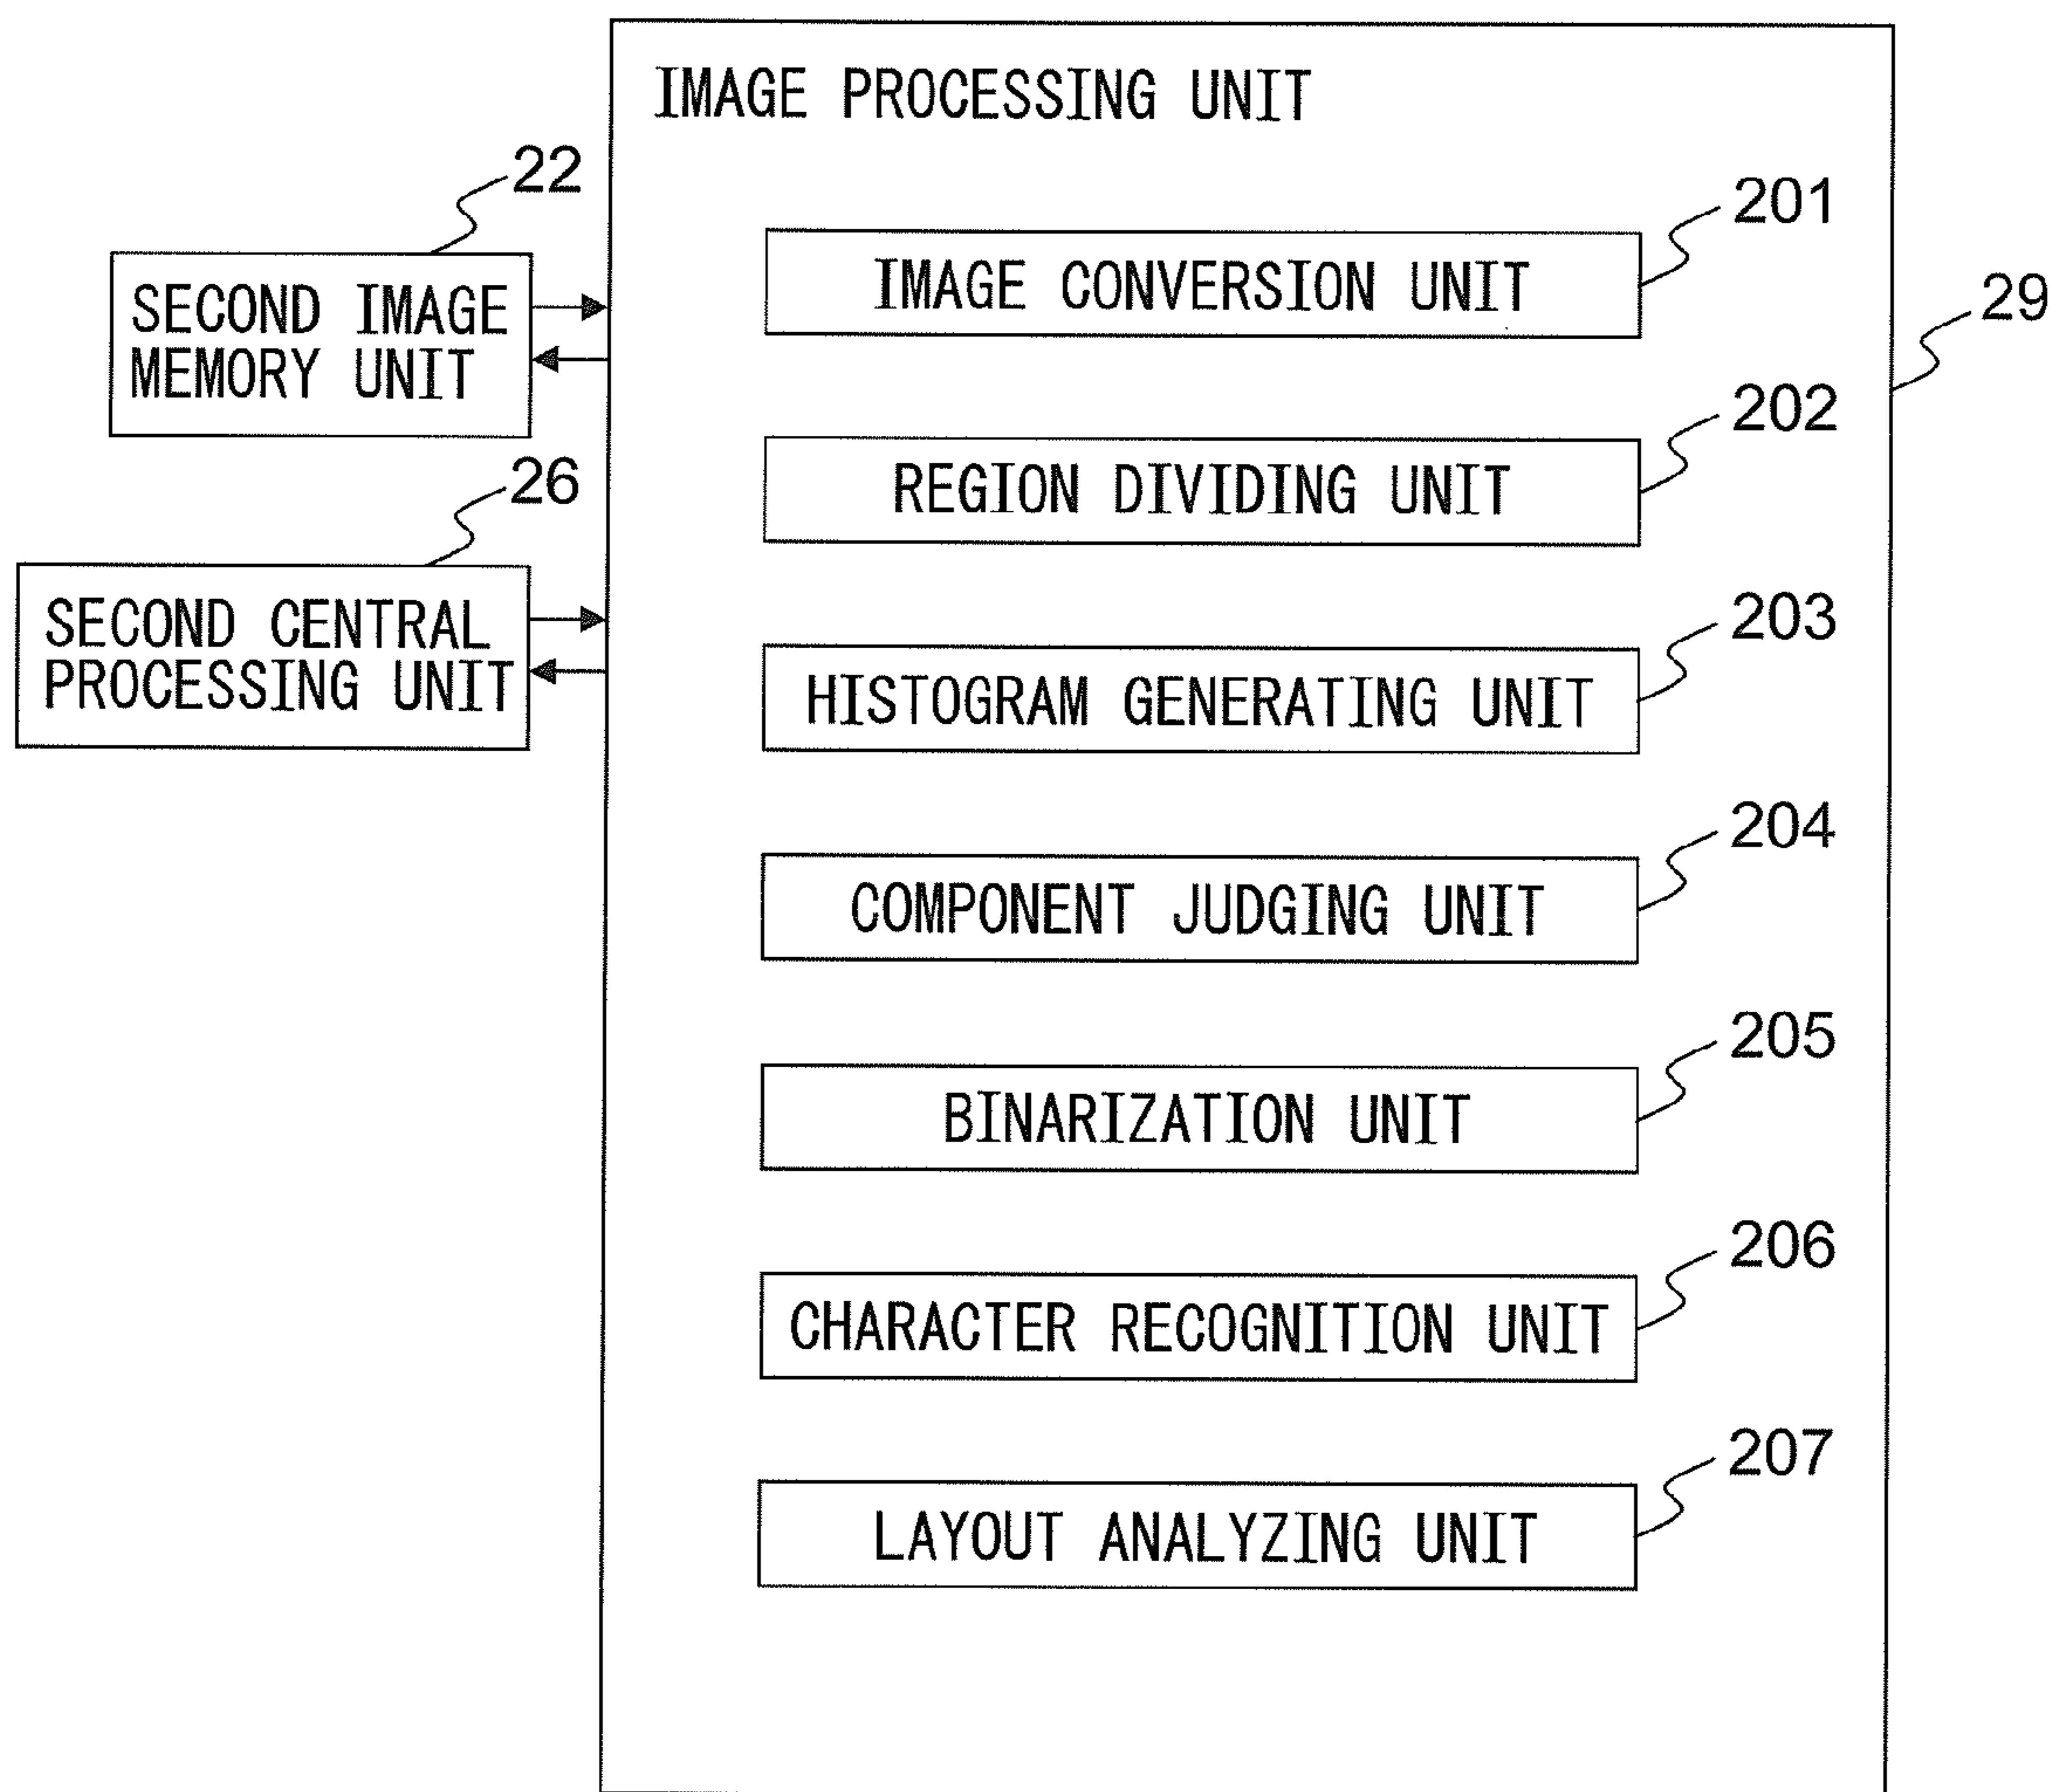 IMAGE PROCESSING UNIT
22
SECOND IMAGE
MEMORY UNIT
26
SECOND CENTRAL
PROCESSING UNIT
201
IMAGE CONVERSION UNIT
29
202
REGION DIVIDING UNIT
203
HISTOGRAM GENERATING UNIT
204
COMPONENT JUDGING UNIT
205
BINARIZATION UNIT
206
CHARACTER RECOGNITION UNIT
207
LAYOUT ANALYZING UNIT